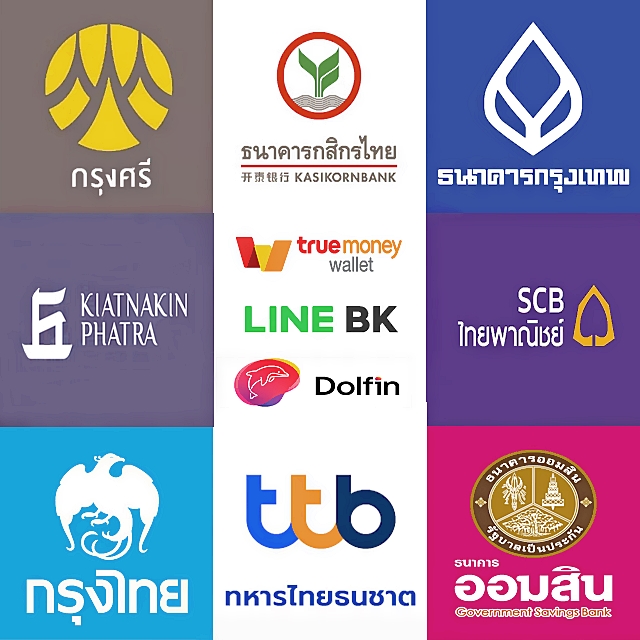 กรุงศรี
ธนาคารกสิกรไทย
开泰银行 KASIKORNBANK
ธนาคารกรุงเทพ
KIATNAKIN
PHATRA
truemoney
wallet
LINE BK
Dolfin
SCB
ไทยพาณิชย์
กรุงไทย
ttb
ทหารไทยธนชาต
ธนาคารออมสิน
รัฐบาลเป็นประกัน
ธนาคาร
ออมสิน
Government Savings Bank